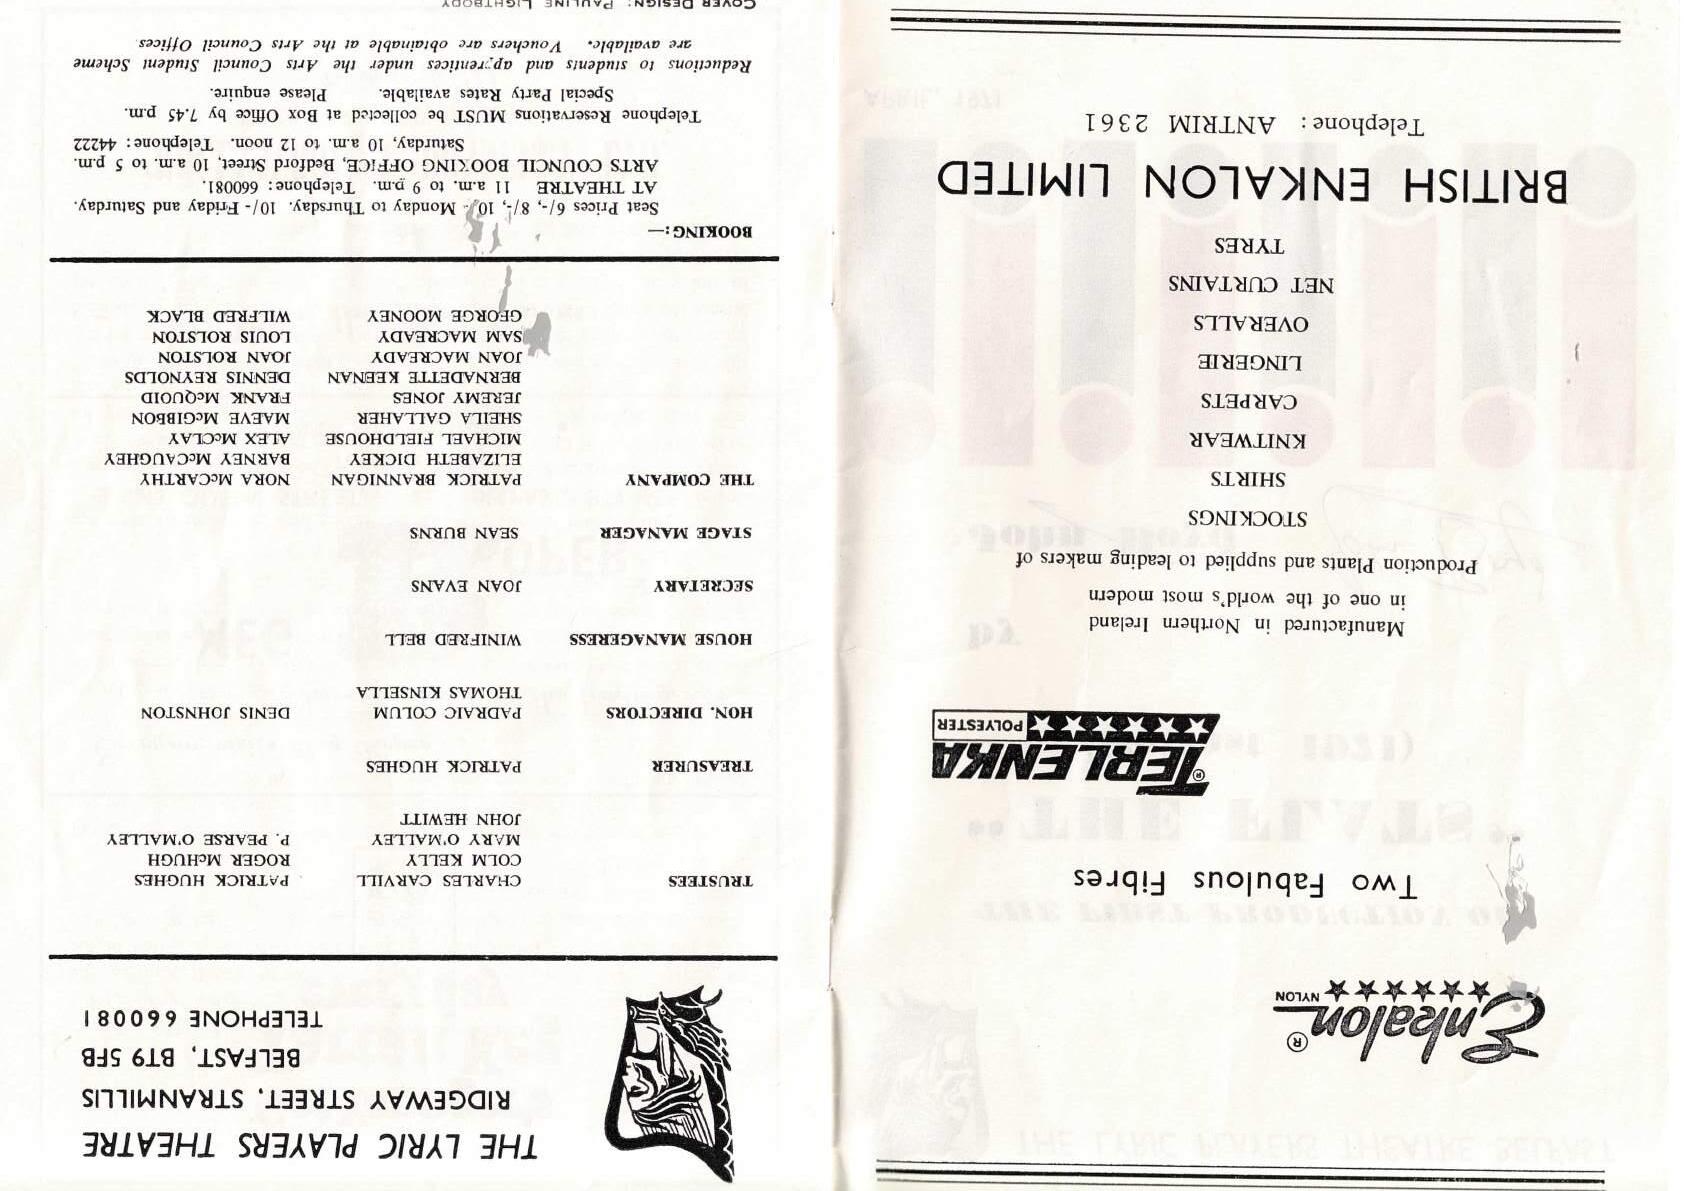 Enkalon®
NYLON
Two Fabulous Fibres
TERLENKA®
POLYESTER
Manufactured in Northern Ireland
in one of the world's most modern
Production Plants and supplied to leading makers of
STOCKINGS
SHIRTS
KNITWEAR
CARPETS
LINGERIE
OVERALLS
NET CURTAINS
TYRES
BRITISH ENKALON LIMITED
Telephone : ANTRIM 2361
THE LYRIC PLAYERS THEATRE
RIDGEWAY STREET, STRANMILLIS
BELFAST, BT9 5FB
TELEPHONE 660081
TRUSTEES CHARLES CARVILL PATRICK HUGHES
COLM KELLY ROGER McHUGH
MARY O'MALLEY P. PEARSE O'MALLEY
JOHN HEWITT
TREASURER PATRICK HUGHES
HON. DIRECTORS PADRAIC COLUM DENIS JOHNSTON
THOMAS KINSELLA
HOUSE MANAGERESS WINIFRED BELL
SECRETARY JOAN EVANS
STAGE MANAGER SEAN BURNS
THE COMPANY PATRICK BRANNIGAN NORA McCARTHY
ELIZABETH DICKEY BARNEY McCAUGHEY
MICHAEL FIELDHOUSE ALEX McCLAY
SHEILA GALLAHER MAEVE McGIBBON
JEREMY JONES FRANK McQUOID
BERNADETTE KEENAN DENNIS REYNOLDS
JOAN MACREADY JOAN ROLSTON
SAM MACREADY LOUIS ROLSTON
GEORGE MOONEY WILFRED BLACK
BOOKING:—
Seat Prices 6/-, 8/-, 10/- Monday to Thursday. 10/- Friday and Saturday.
AT THEATRE 11 a.m. to 9 p.m. Telephone: 660081.
ARTS COUNCIL BOOKING OFFICE, Bedford Street, 10 a.m. to 5 p.m.
Saturday, 10 a.m. to 12 noon. Telephone: 44222
Telephone Reservations MUST be collected at Box Office by 7.45 p.m.
Special Party Rates available. Please enquire.
Reductions to students and apprentices under the Arts Council Student Scheme
are available. Vouchers are obtainable at the Arts Council Offices.
COVER DESIGN: PAULINE LIGHTBODY